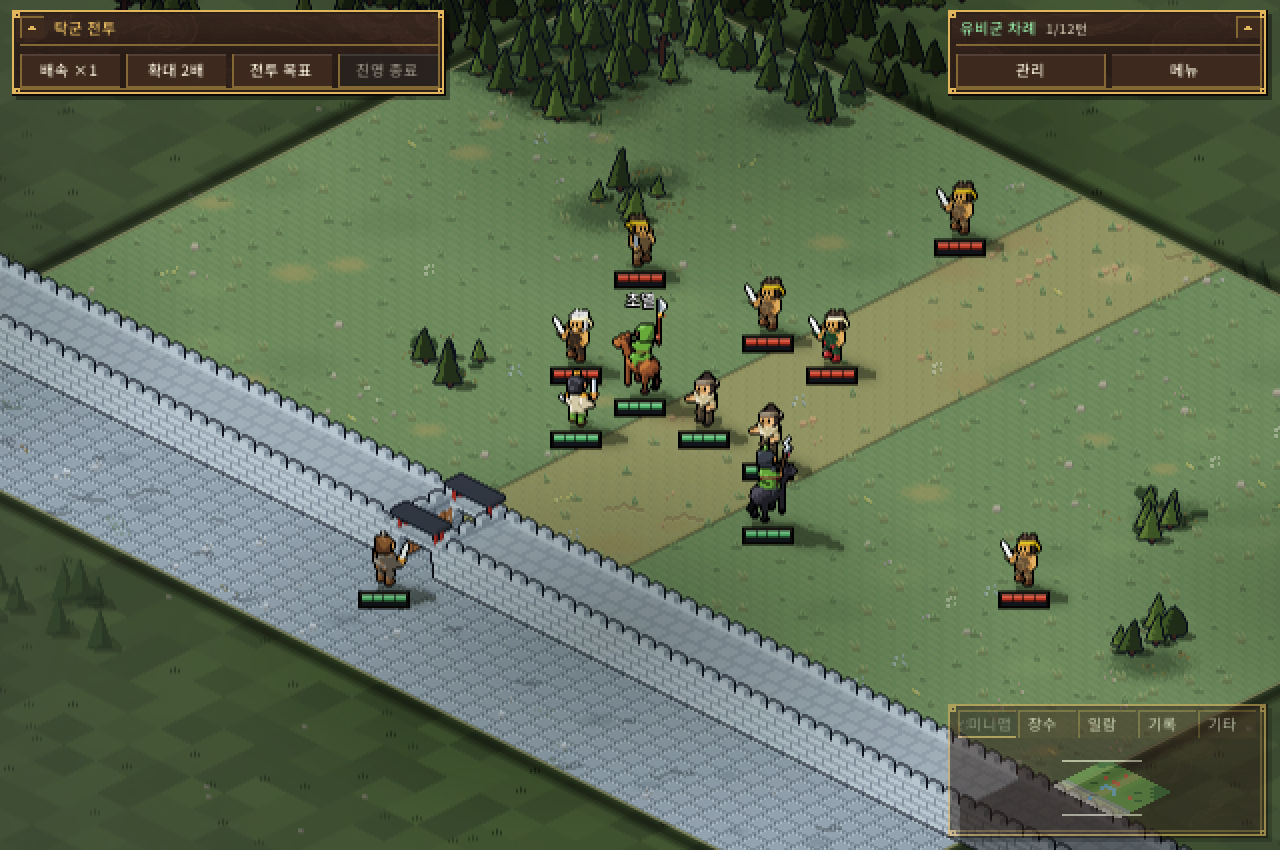 탁군 전투
배속 ×1
확대 2배
전투 목표
진영 종료
유비군 차례 1/12턴
관리
메뉴
미니맵
장수
일람
기록
기타